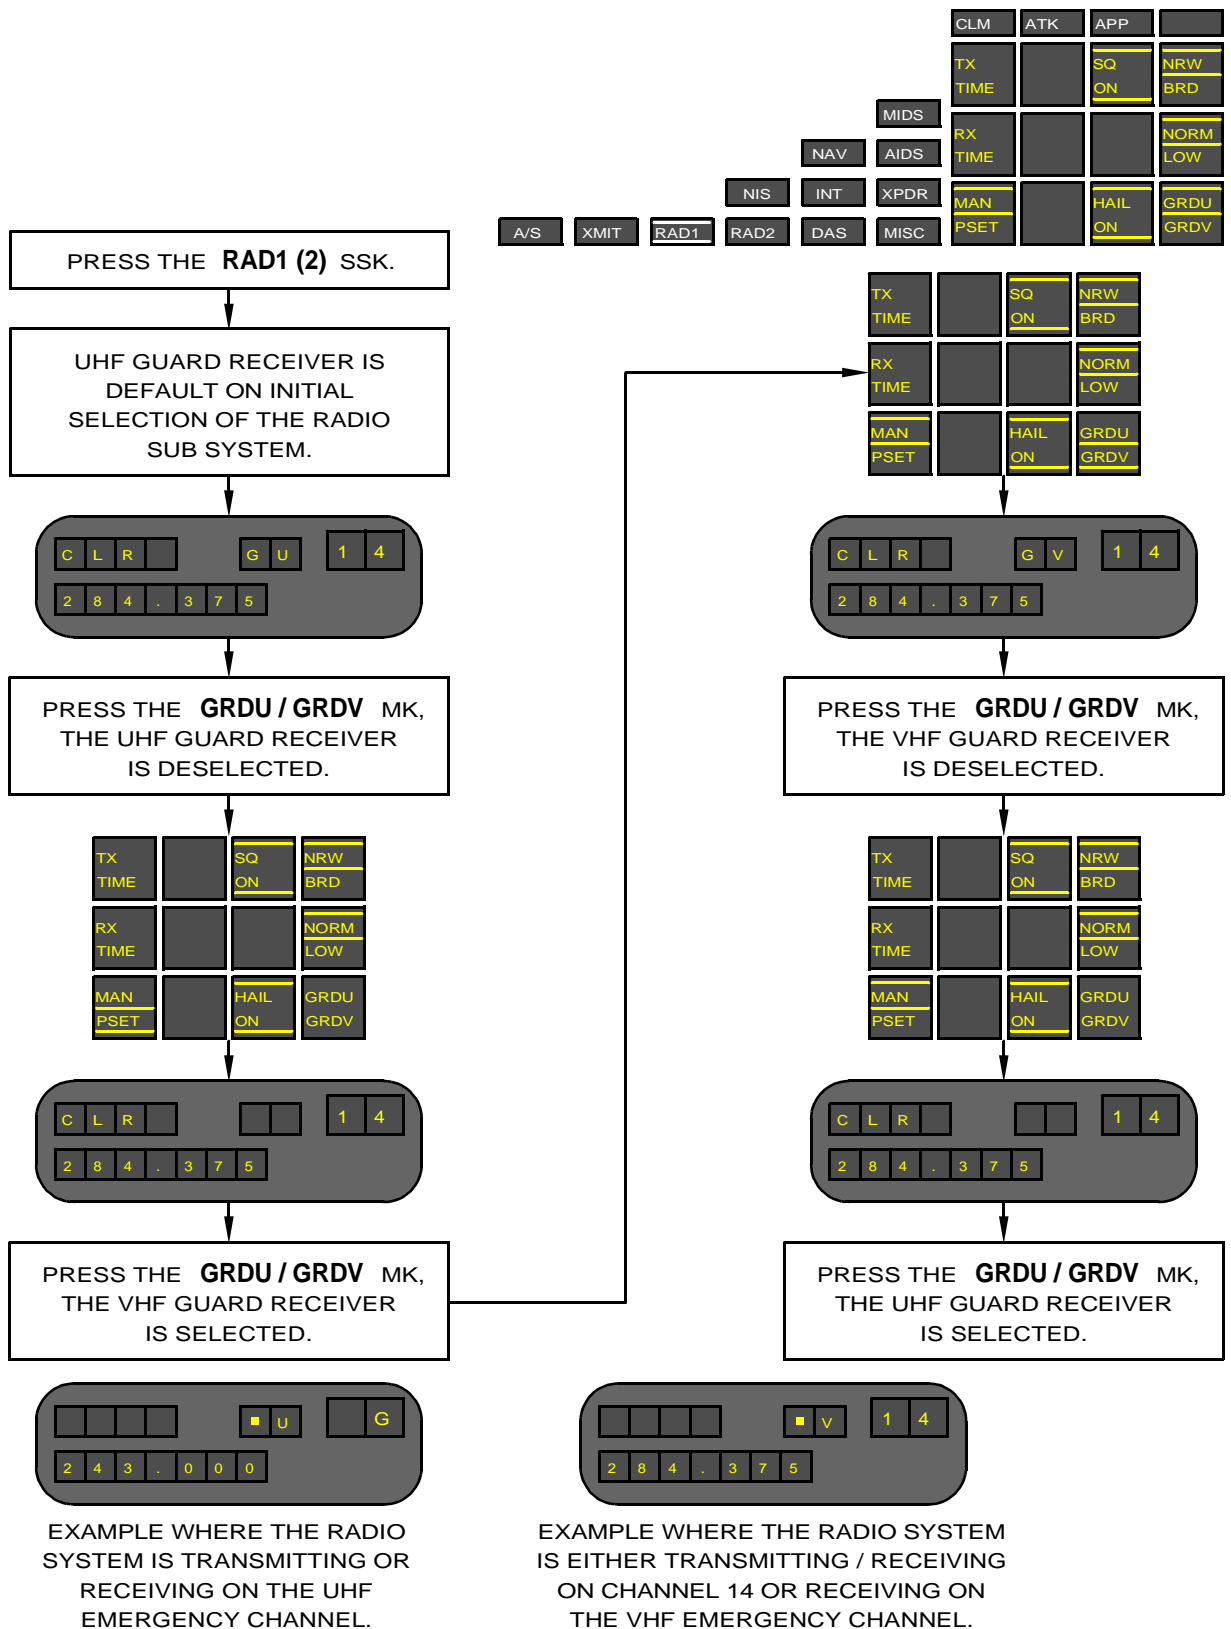 CLM ATK APP
TX SQ NRW
TIME ON BRD
MIDS
RX NORM
TIME LOW
NAV AIDS
NIS INT XPDR
MAN HAIL GRDU
PSET ON GRDV
A/S XMIT RAD1 RAD2 DAS MISC
PRESS THE RAD1 (2) SSK.
UHF GUARD RECEIVER IS
DEFAULT ON INITIAL
SELECTION OF THE RADIO
SUB SYSTEM.
C L R G U 1 4
2 8 4 . 3 7 5
PRESS THE GRDU / GRDV MK,
THE UHF GUARD RECEIVER
IS DESELECTED.
TX SQ NRW
TIME ON BRD
RX NORM
TIME LOW
MAN HAIL GRDU
PSET ON GRDV
C L R 1 4
2 8 4 . 3 7 5
PRESS THE GRDU / GRDV MK,
THE VHF GUARD RECEIVER
IS SELECTED.
TX SQ NRW
TIME ON BRD
RX NORM
TIME LOW
MAN HAIL GRDU
PSET ON GRDV
C L R G V 1 4
2 8 4 . 3 7 5
PRESS THE GRDU / GRDV MK,
THE VHF GUARD RECEIVER
IS DESELECTED.
TX SQ NRW
TIME ON BRD
RX NORM
TIME LOW
MAN HAIL GRDU
PSET ON GRDV
C L R 1 4
2 8 4 . 3 7 5
PRESS THE GRDU / GRDV MK,
THE UHF GUARD RECEIVER
IS SELECTED.
▪ U G
2 4 3 . 0 0 0
EXAMPLE WHERE THE RADIO
SYSTEM IS TRANSMITTING OR
RECEIVING ON THE UHF
EMERGENCY CHANNEL.
▪ V 1 4
2 8 4 . 3 7 5
EXAMPLE WHERE THE RADIO SYSTEM
IS EITHER TRANSMITTING / RECEIVING
ON CHANNEL 14 OR RECEIVING ON
THE VHF EMERGENCY CHANNEL.